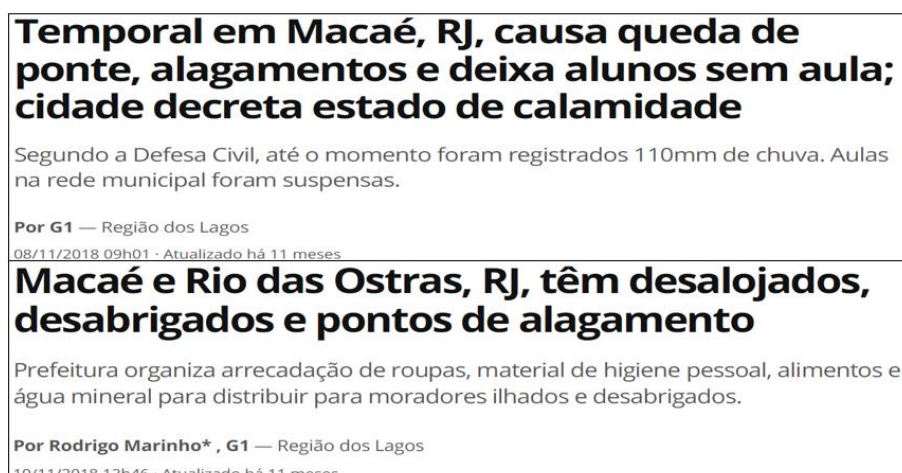 Temporal em Macaé, RJ, causa queda de
ponte, alagamentos e deixa alunos sem aula;
cidade decreta estado de calamidade
Segundo a Defesa Civil, até o momento foram registrados 110mm de chuva. Aulas
na rede municipal foram suspensas.
Por G1 — Região dos Lagos
08/11/2018 09h01 · Atualizado há 11 meses
Macaé e Rio das Ostras, RJ, têm desalojados,
desabrigados e pontos de alagamento
Prefeitura organiza arrecadação de roupas, material de higiene pessoal, alimentos e
água mineral para distribuir para moradores ilhados e desabrigados.
Por Rodrigo Marinho* , G1 — Região dos Lagos
10/11/2018 13h46 · Atualizado há 11 meses